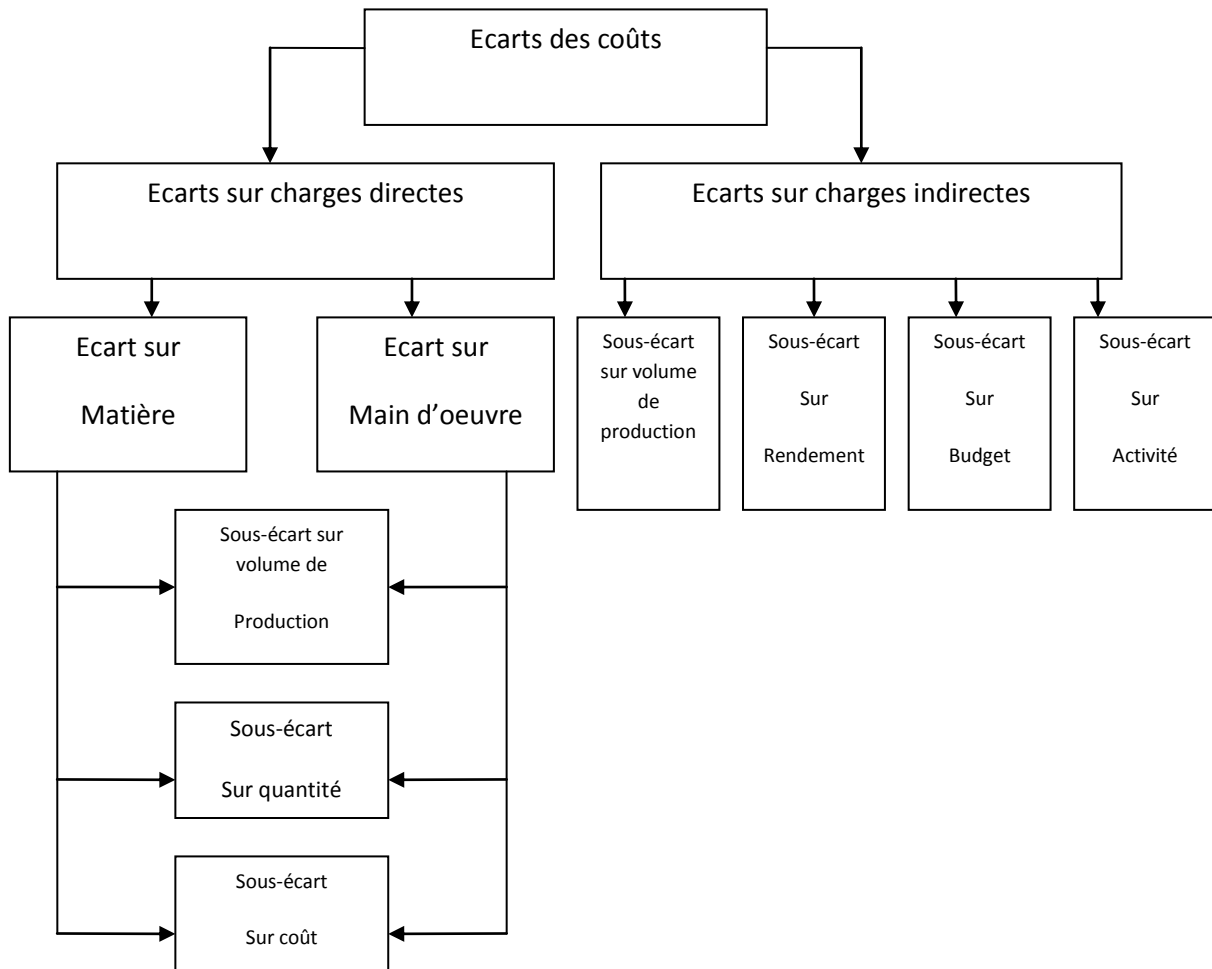 Ecarts des coûts
Ecarts sur charges directes
Ecarts sur charges indirectes
Ecart sur
Matière
Ecart sur
Main d’oeuvre
Sous-écart
sur volume
de
production
Sous-écart
Sur
Rendement
Sous-écart
Sur
Budget
Sous-écart
Sur
Activité
Sous-écart sur
volume de
Production
Sous-écart
Sur quantité
Sous-écart
Sur coût